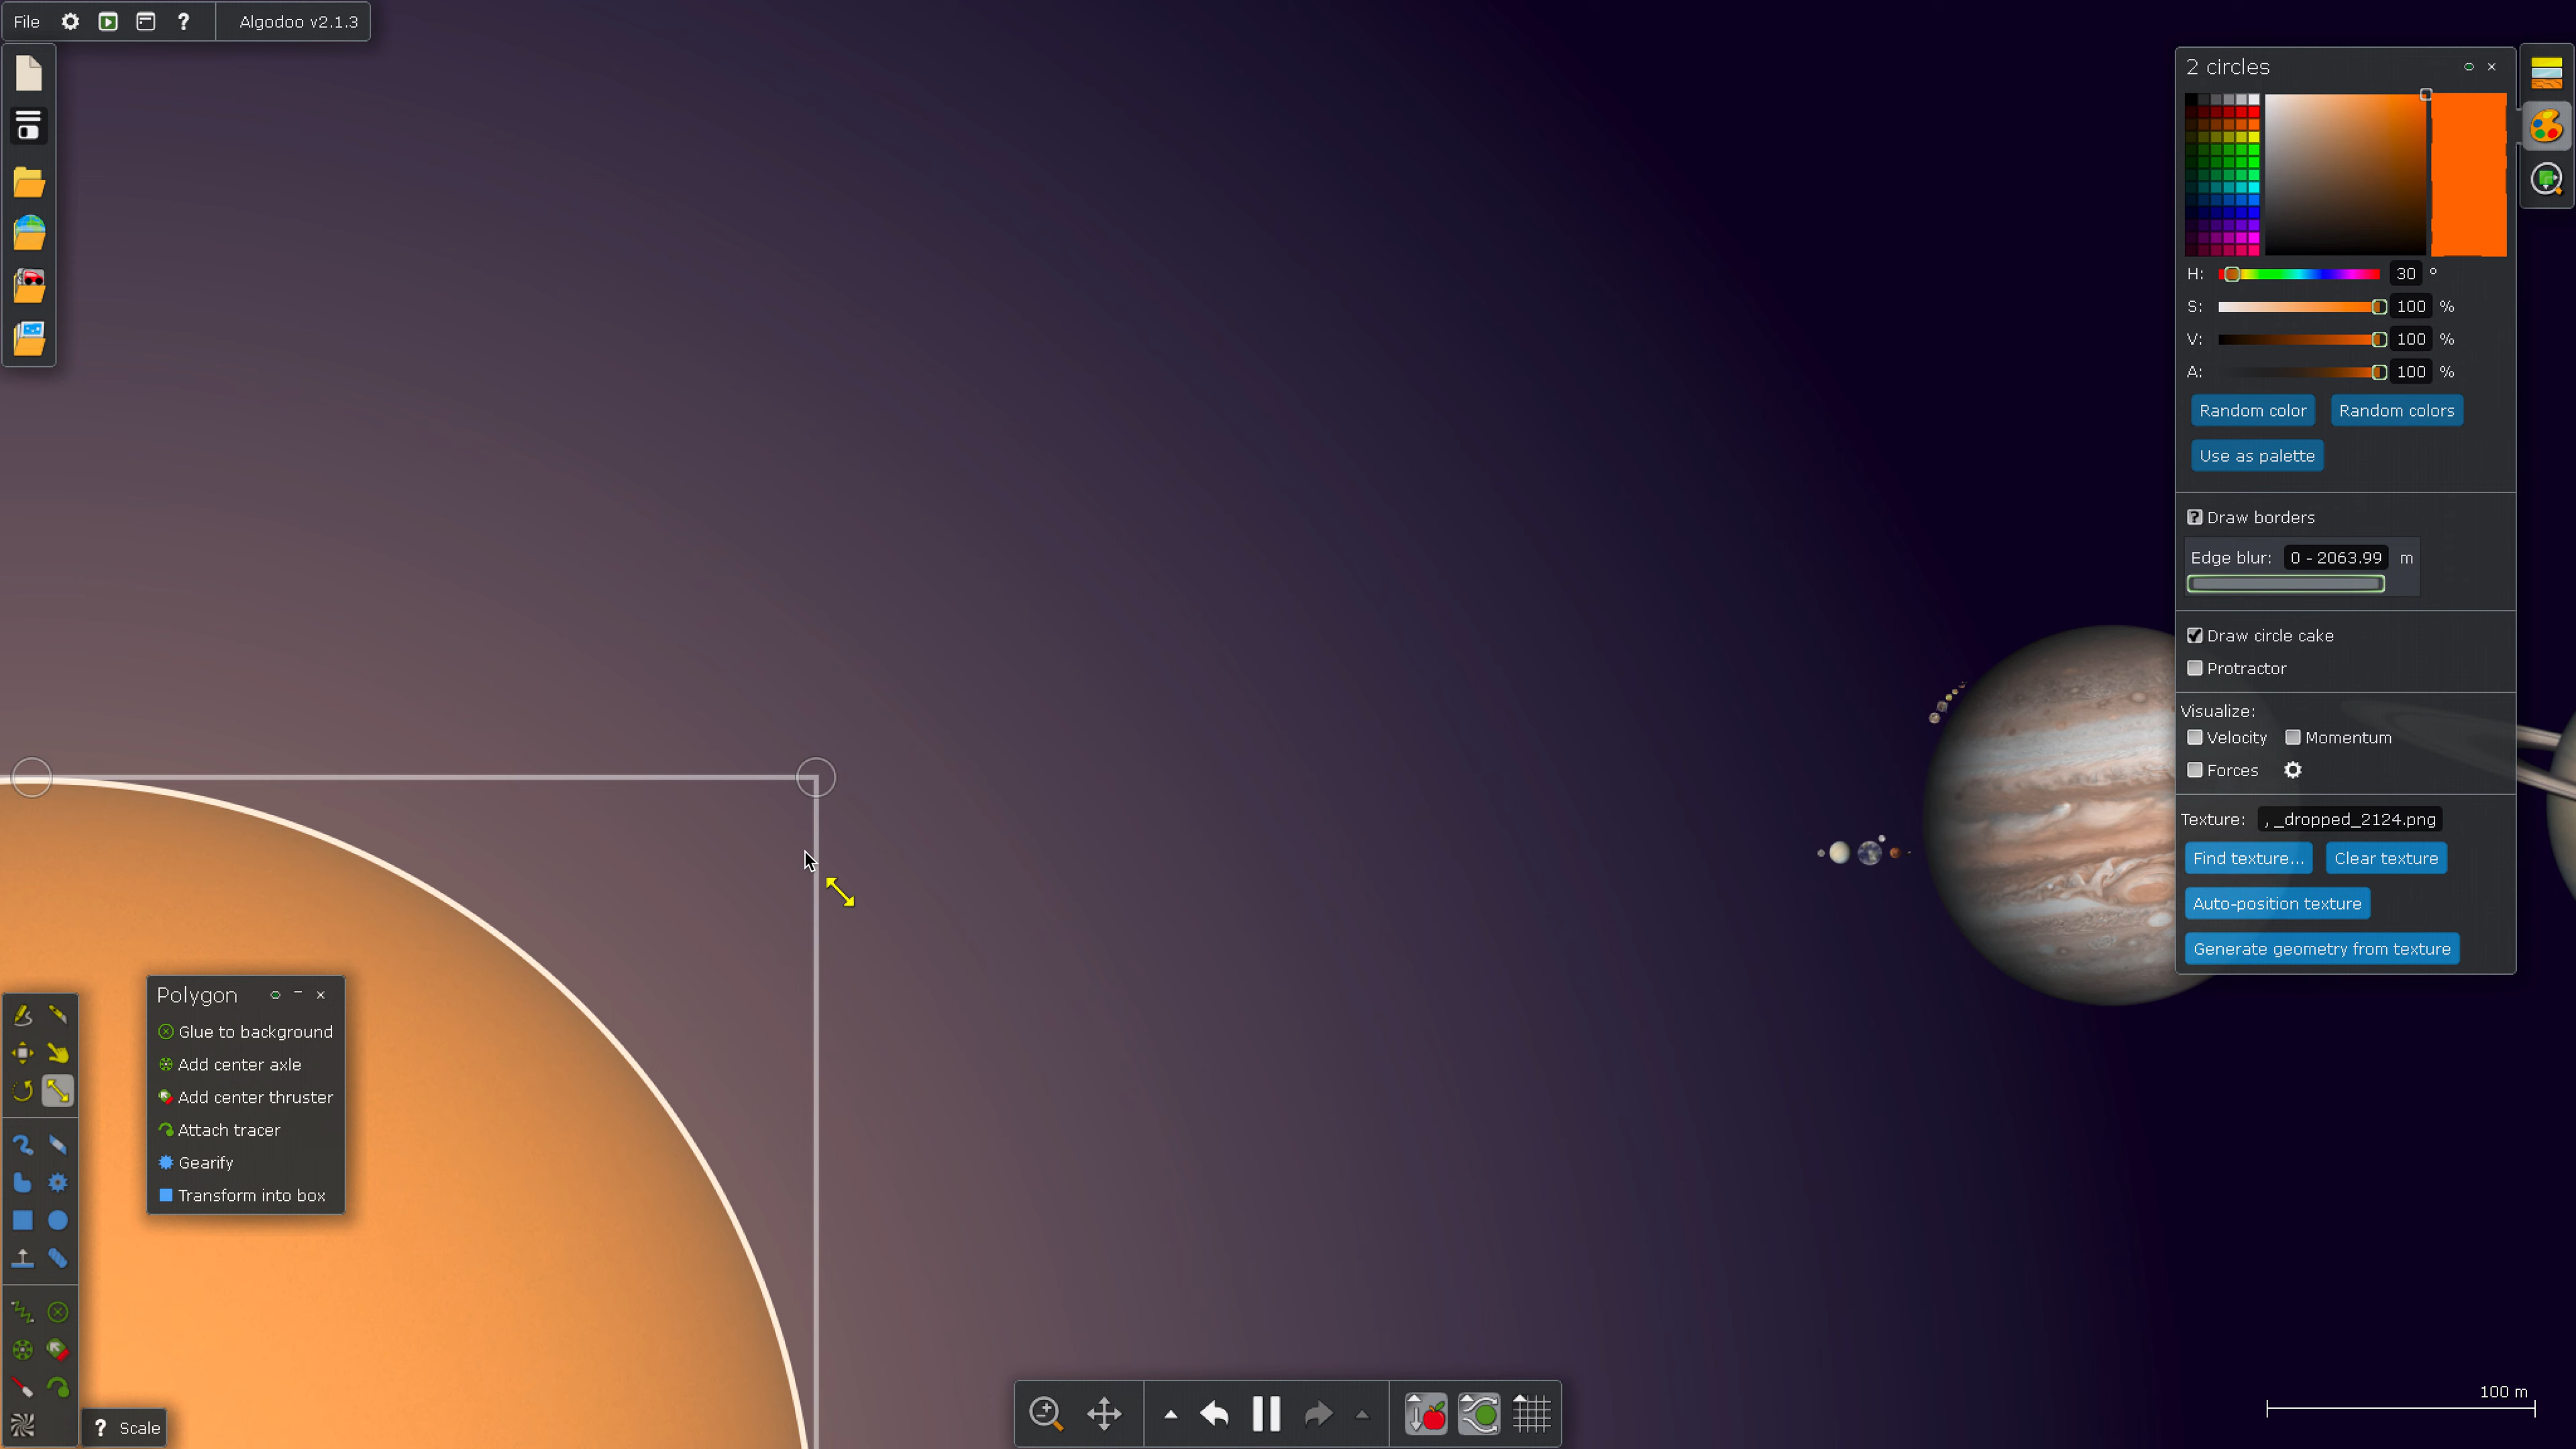 File ? Algodoo v2.1.3
2 circles
H: 30 °
S: 100 %
V: 100 %
A: 100 %
Random color Random colors
Use as palette
? Draw borders
Edge blur: 0 - 2063.99 m
Draw circle cake
Protractor
Visualize:
Velocity Momentum
Forces
Texture: , _dropped_2124.png
Find texture... Clear texture
Auto-position texture
Generate geometry from texture
Polygon
Glue to background
Add center axle
Add center thruster
Attach tracer
Gearify
Transform into box
? Scale
100 m